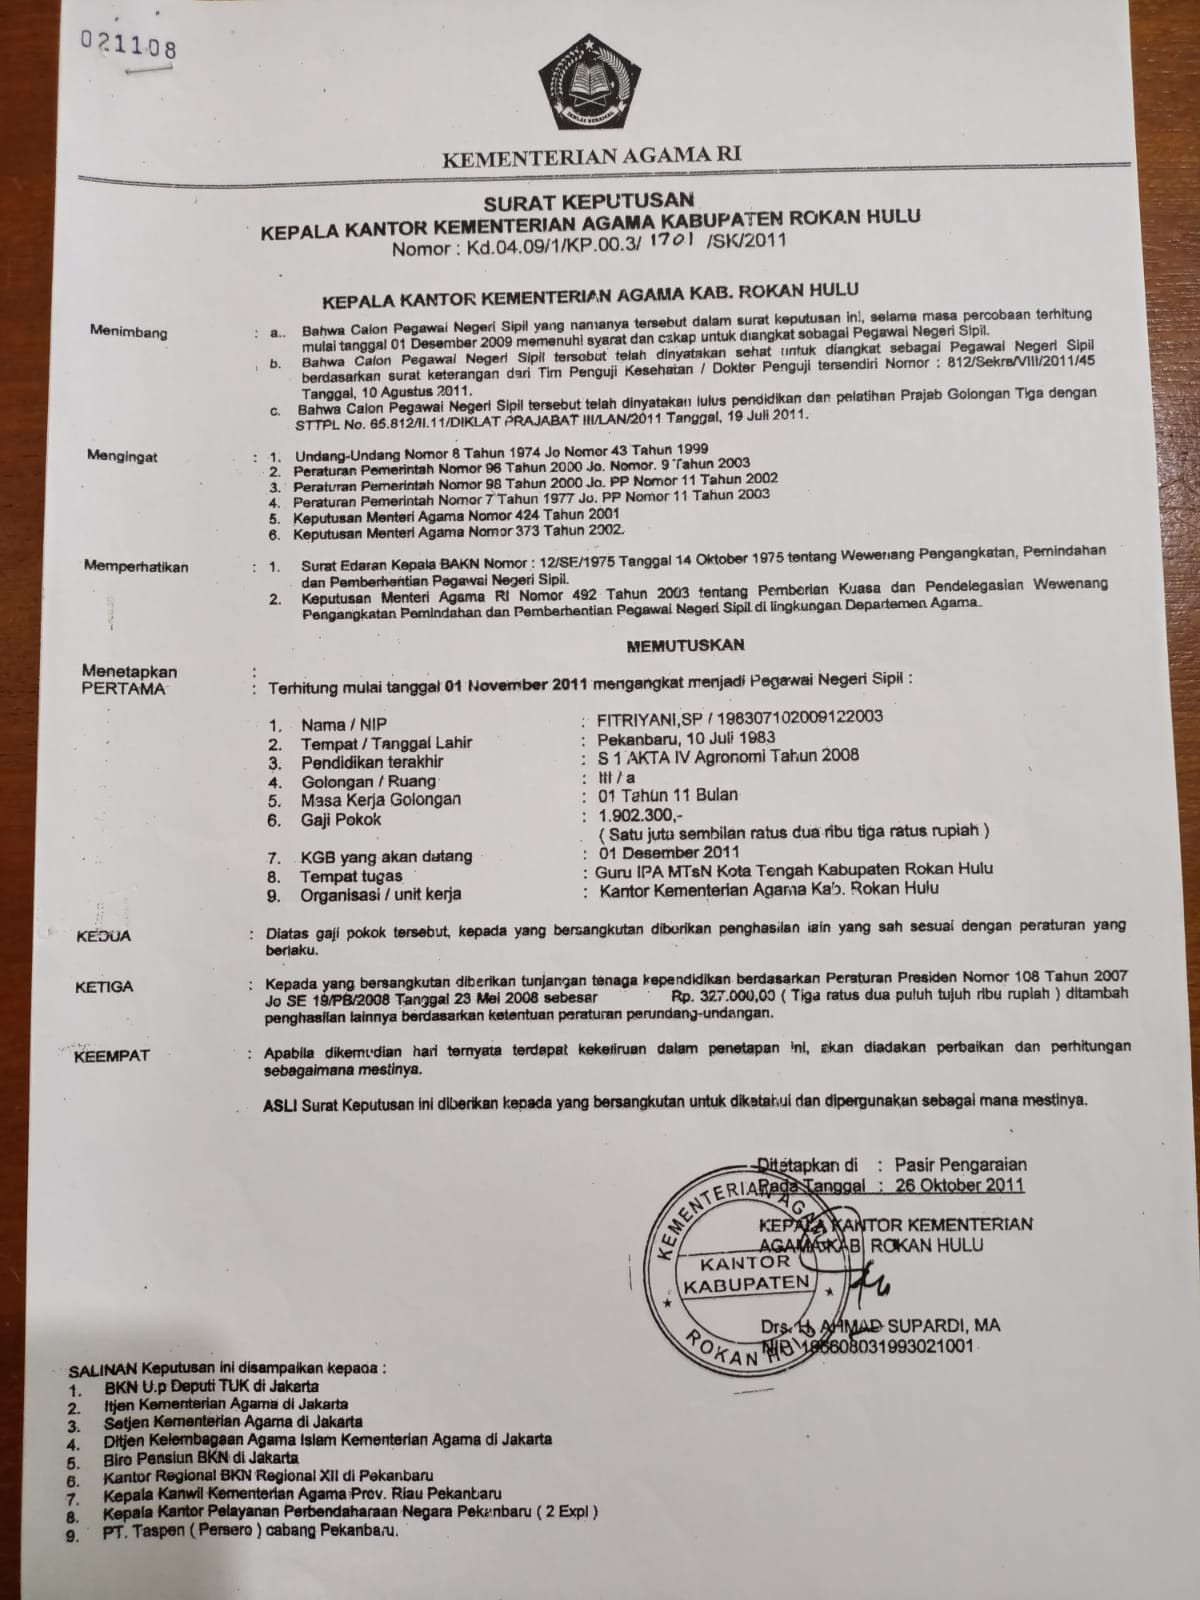 021108
IKHLAS BERAMAL
KEMENTERIAN AGAMA RI
SURAT KEPUTUSAN
KEPALA KANTOR KEMENTERIAN AGAMA KABUPATEN ROKAN HULU
Nomor : Kd.04.09/1/KP.00.3/ 1701 /SK/2011
KEPALA KANTOR KEMENTERIAN AGAMA KAB. ROKAN HULU
Menimbang : a.. Bahwa Calon Pegawai Negeri Sipil yang namanya tersebut dalam surat keputusan ini, selama masa percobaan terhitung
mulai tanggal 01 Desember 2009 memenuhi syarat dan cakap untuk diangkat sebagai Pegawai Negeri Sipil.
b. Bahwa Calon Pegawai Negeri Sipil tersebut telah dinyatakan sehat untuk diangkat sebagai Pegawai Negeri Sipil
berdasarkan surat keterangan dari Tim Penguji Kesehatan / Dokter Penguji tersendiri Nomor : 812/Sekre/VIII/2011/45
Tanggal, 10 Agustus 2011.
c. Bahwa Calon Pegawai Negeri Sipil tersebut telah dinyatakan lulus pendidikan dan pelatihan Prajab Golongan Tiga dengan
STTPL No. 65.812/II.11/DIKLAT PRAJABAT III/LAN/2011 Tanggal, 19 Juli 2011.
Mengingat : 1. Undang-Undang Nomor 8 Tahun 1974 Jo Nomor 43 Tahun 1999
2. Peraturan Pemerintah Nomor 96 Tahun 2000 Jo. Nomor. 9 Tahun 2003
3. Peraturan Pemerintah Nomor 98 Tahun 2000 Jo. PP Nomor 11 Tahun 2002
4. Peraturan Pemerintah Nomor 7 Tahun 1977 Jo. PP Nomor 11 Tahun 2003
5. Keputusan Menteri Agama Nomor 424 Tahun 2001
6. Keputusan Menteri Agama Nomor 373 Tahun 2002.
Memperhatikan : 1. Surat Edaran Kepala BAKN Nomor : 12/SE/1975 Tanggal 14 Oktober 1975 tentang Wewenang Pengangkatan, Pemindahan
dan Pemberhentian Pegawai Negeri Sipil.
2. Keputusan Menteri Agama RI Nomor 492 Tahun 2003 tentang Pemberian Kuasa dan Pendelegasian Wewenang
Pengangkatan Pemindahan dan Pemberhentian Pegawai Negeri Sipil di lingkungan Departemen Agama.
MEMUTUSKAN
Menetapkan :
PERTAMA : Terhitung mulai tanggal 01 November 2011 mengangkat menjadi Pegawai Negeri Sipil :
1. Nama / NIP : FITRIYANI,SP / 198307102009122003
2. Tempat / Tanggal Lahir : Pekanbaru, 10 Juli 1983
3. Pendidikan terakhir : S 1 AKTA IV Agronomi Tahun 2008
4. Golongan / Ruang : III / a
5. Masa Kerja Golongan : 01 Tahun 11 Bulan
6. Gaji Pokok : 1.902.300,-
( Satu juta sembilan ratus dua ribu tiga ratus rupiah )
7. KGB yang akan datang : 01 Desember 2011
8. Tempat tugas : Guru IPA MTsN Kota Tengah Kabupaten Rokan Hulu
9. Organisasi / unit kerja : Kantor Kementerian Agama Kab. Rokan Hulu
KEDUA : Diatas gaji pokok tersebut, kepada yang bersangkutan diberikan penghasilan lain yang sah sesuai dengan peraturan yang
berlaku.
KETIGA : Kepada yang bersangkutan diberikan tunjangan tenaga kependidikan berdasarkan Peraturan Presiden Nomor 108 Tahun 2007
Jo SE 19/PB/2008 Tanggal 23 Mei 2008 sebesar Rp. 327.000,00 ( Tiga ratus dua puluh tujuh ribu rupiah ) ditambah
penghasilan lainnya berdasarkan ketentuan peraturan perundang-undangan.
KEEMPAT : Apabila dikemudian hari ternyata terdapat kekeliruan dalam penetapan ini, akan diadakan perbaikan dan perhitungan
sebagaimana mestinya.
ASLI Surat Keputusan ini diberikan kepada yang bersangkutan untuk diketahui dan dipergunakan sebagai mana mestinya.
Ditetapkan di : Pasir Pengaraian
Pada Tanggal : 26 Oktober 2011
KEPALA KANTOR KEMENTERIAN
AGAMA KAB. ROKAN HULU
KEMENTERIAN AGAMA
KANTOR
KABUPATEN
ROKAN HULU
Drs. H. AHMAD SUPARDI, MA
NIP. 196608031993021001
SALINAN Keputusan ini disampaikan kepada :
1. BKN U.p Deputi TUK di Jakarta
2. Itjen Kementerian Agama di Jakarta
3. Setjen Kementerian Agama di Jakarta
4. Ditjen Kelembagaan Agama Islam Kementerian Agama di Jakarta
5. Biro Pensiun BKN di Jakarta
6. Kantor Regional BKN Regional XII di Pekanbaru
7. Kepala Kanwil Kementerian Agama Prov. Riau Pekanbaru
8. Kepala Kantor Pelayanan Perbendaharaan Negara Pekanbaru ( 2 Expl )
9. PT. Taspen ( Persero ) cabang Pekanbaru.